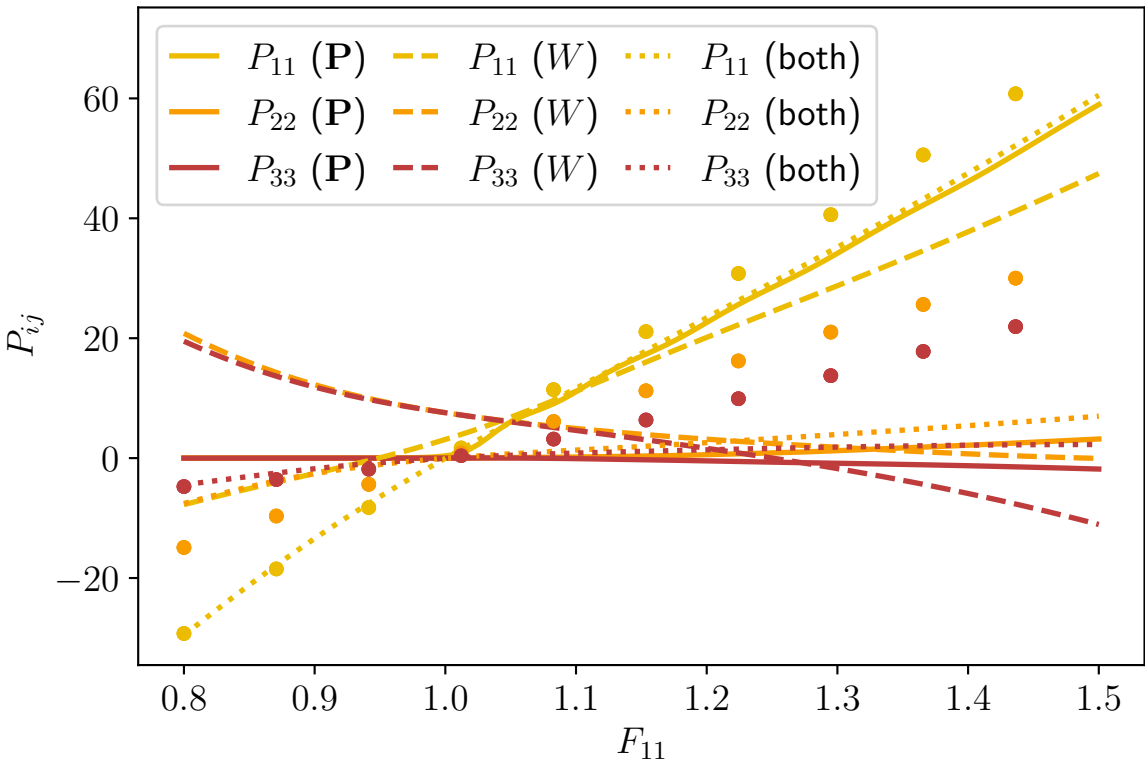 P11 (P) P11 (W) P11 (both)
P22 (P) P22 (W) P22 (both)
P33 (P) P33 (W) P33 (both)
60
40
20
0
−20
Pij
0.8 0.9 1.0 1.1 1.2 1.3 1.4 1.5
F11